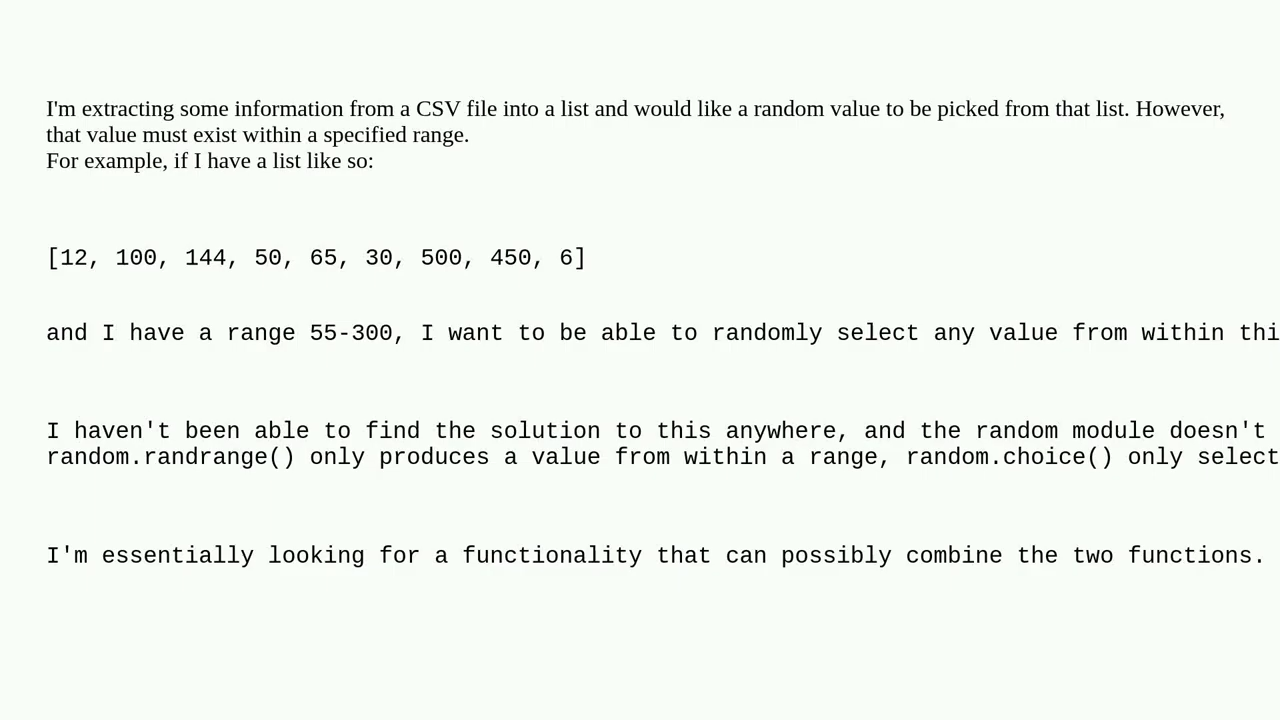 I'm extracting some information from a CSV file into a list and would like a random value to be picked from that list. However,
that value must exist within a specified range.
For example, if I have a list like so:
[12, 100, 144, 50, 65, 30, 500, 450, 6]
and I have a range 55-300, I want to be able to randomly select any value from within thi
I haven't been able to find the solution to this anywhere, and the random module doesn't
random.randrange() only produces a value from within a range, random.choice() only select
I'm essentially looking for a functionality that can possibly combine the two functions.